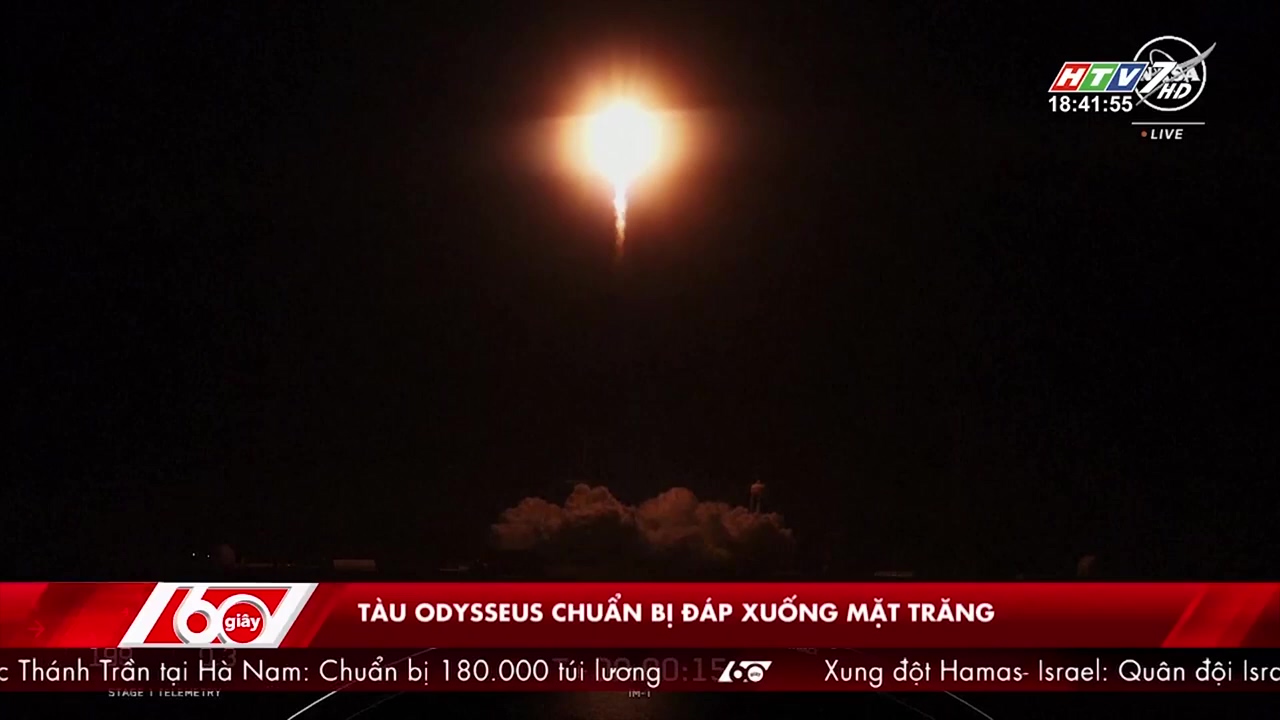 HTV7
NASA
HD
18:41:55
LIVE
60 giây
TÀU ODYSSEUS CHUẨN BỊ ĐÁP XUỐNG MẶT TRĂNG
c Thánh Trần tại Hà Nam: Chuẩn bị 180.000 túi lương 60 giây Xung đột Hamas- Israel: Quân đội Isra
STAGE 1 TELEMETRY
IM-1